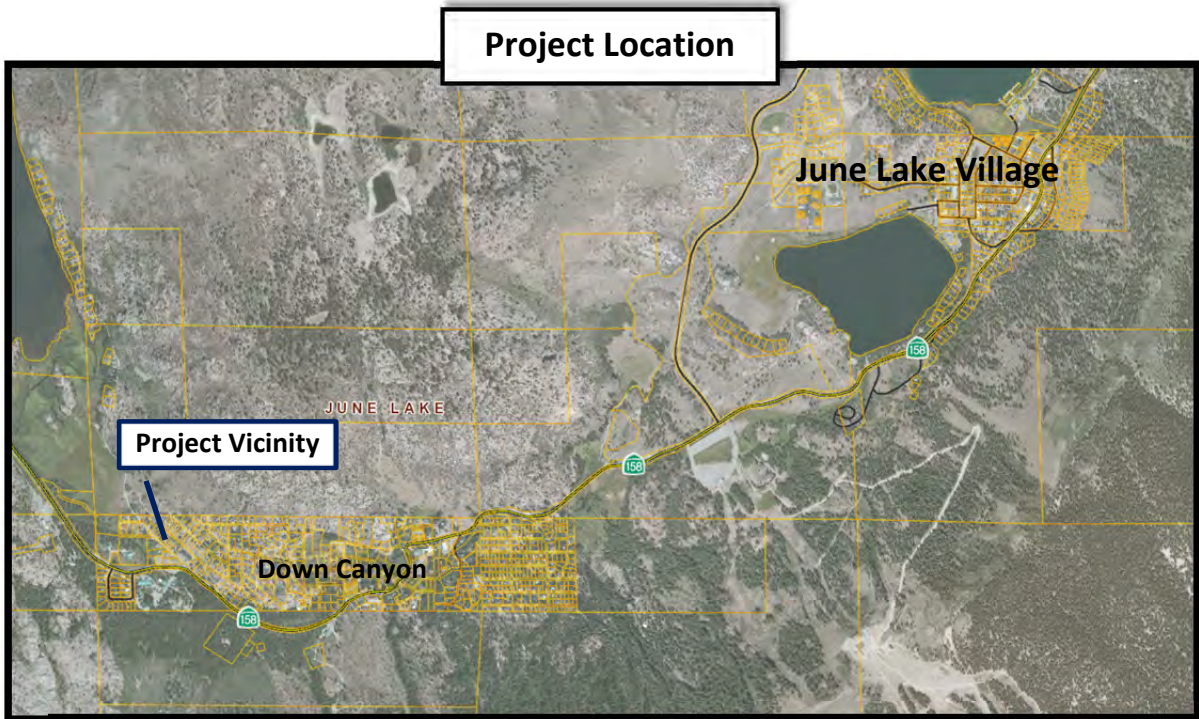 Project Location
June Lake Village
158
JUNE LAKE
Project Vicinity
158
Down Canyon
158